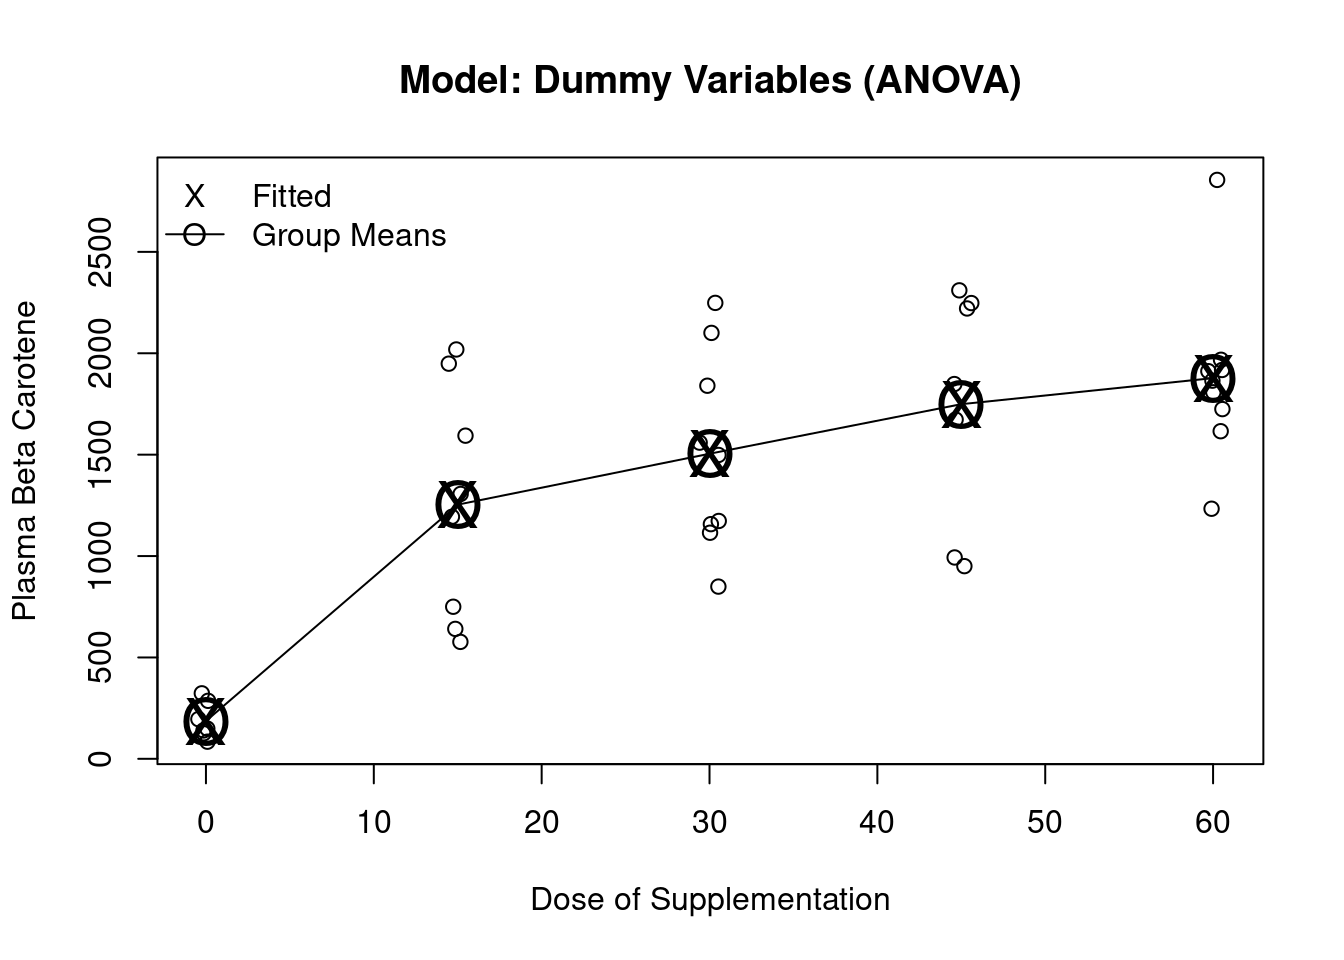 Model: Dummy Variables (ANOVA)
X Fitted
Group Means
Plasma Beta Carotene
0 500 1000 1500 2000 2500
0 10 20 30 40 50 60
Dose of Supplementation